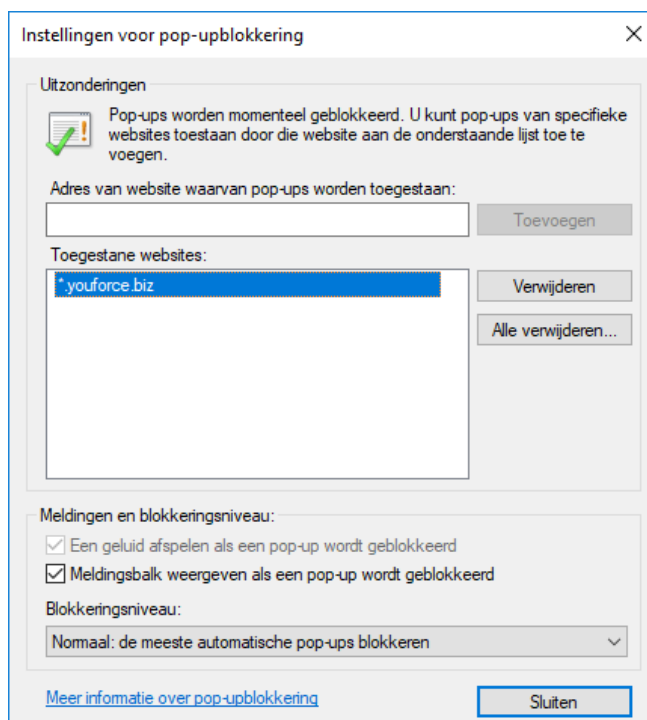 Instellingen voor pop-upblokkering
Uitzonderingen
Pop-ups worden momenteel geblokkeerd. U kunt pop-ups van specifieke
websites toestaan door die website aan de onderstaande lijst toe te
voegen.
Adres van website waarvan pop-ups worden toegestaan:
Toevoegen
Toegestane websites:
*.youforce.biz
Verwijderen
Alle verwijderen...
Meldingen en blokkeringsniveau:
Een geluid afspelen als een pop-up wordt geblokkeerd
Meldingsbalk weergeven als een pop-up wordt geblokkeerd
Blokkeringsniveau:
Normaal: de meeste automatische pop-ups blokkeren
Meer informatie over pop-upblokkering
Sluiten